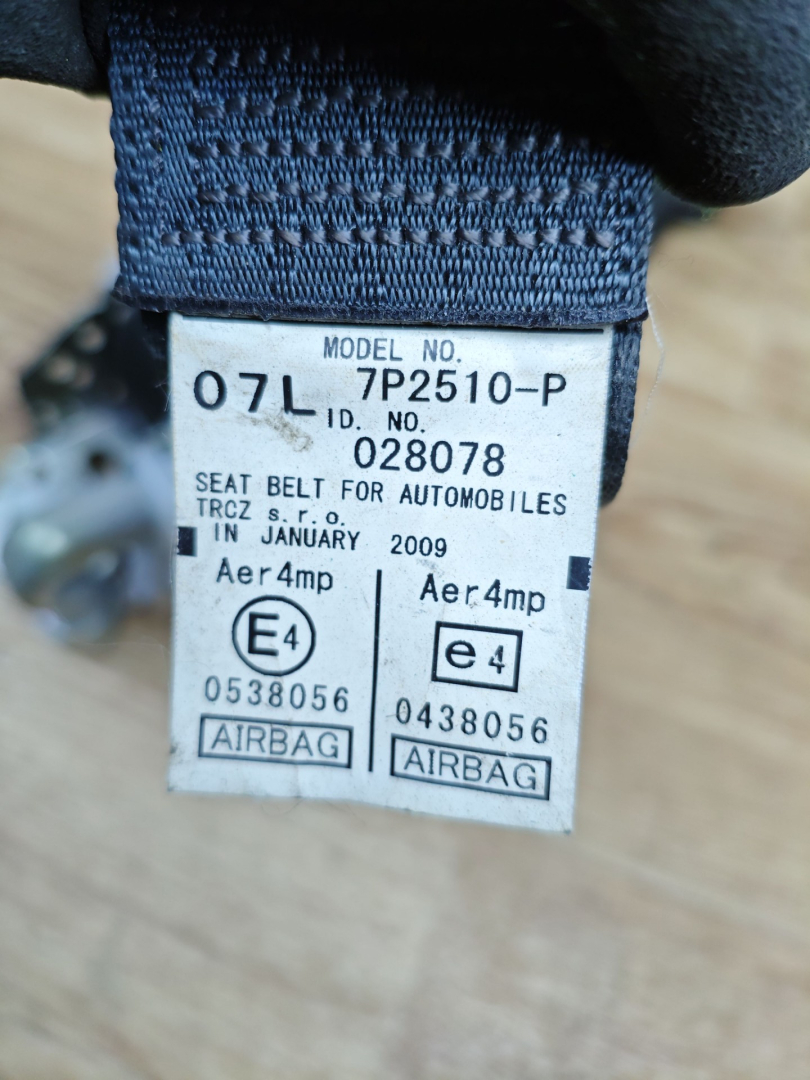 MODEL NO.
07L 7P2510-P
ID. NO.
028078
SEAT BELT FOR AUTOMOBILES
TRCZ s.r.o.
IN JANUARY 2009
Aer4mp Aer4mp
E4 e4
0538056 0438056
AIRBAG AIRBAG